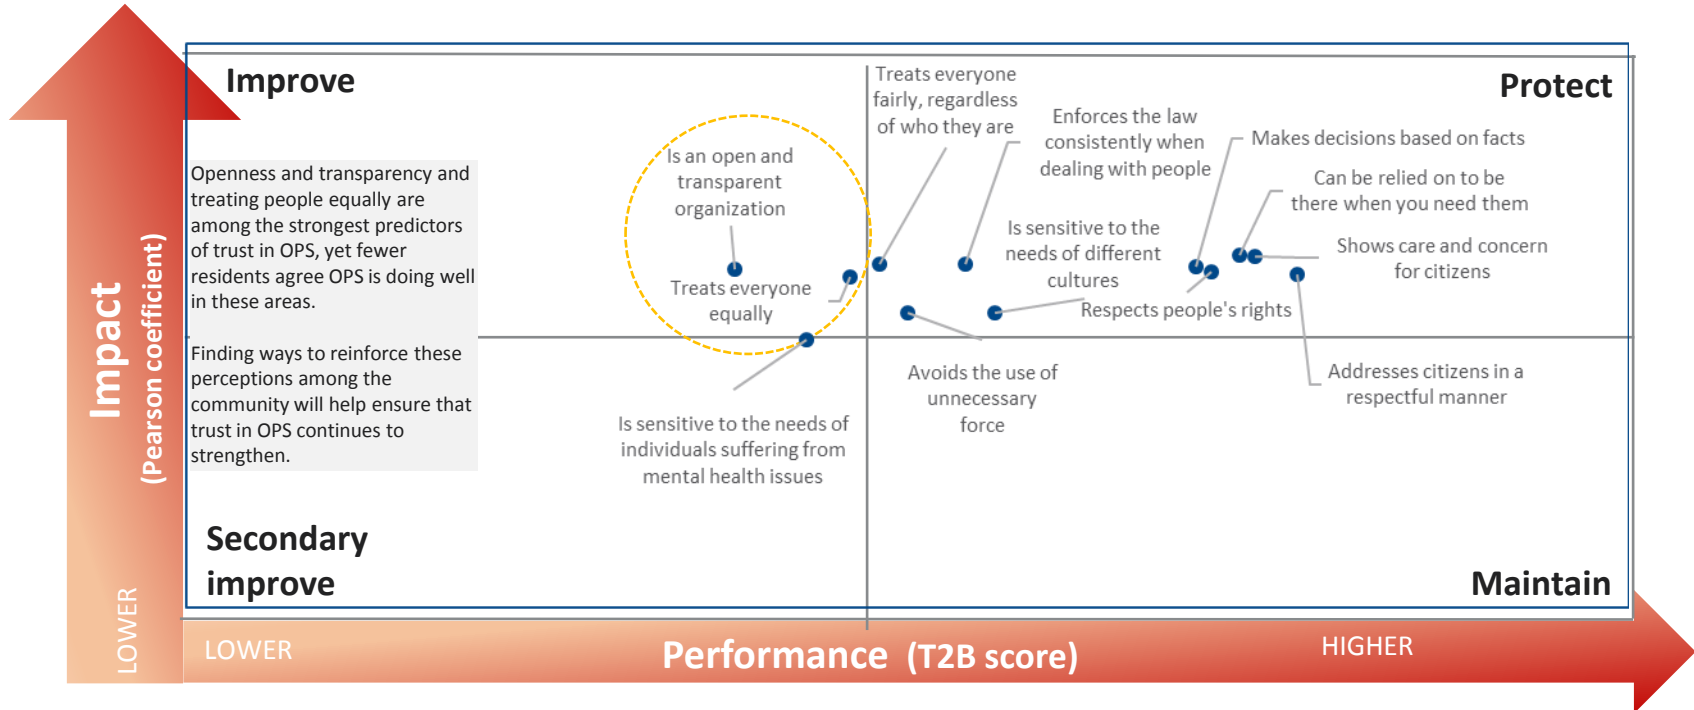 Improve
Protect
Openness and transparency and
treating people equally are
among the strongest predictors
of trust in OPS, yet fewer
residents agree OPS is doing well
in these areas.
Finding ways to reinforce these
perceptions among the
community will help ensure that
trust in OPS continues to
strengthen.
Is an open and
transparent
organization
Treats everyone
equally
Is sensitive to the needs of
individuals suffering from
mental health issues
Treats everyone
fairly, regardless
of who they are
Enforces the law
consistently when
dealing with people
Is sensitive to the
needs of different
cultures
Avoids the use of
unnecessary
force
Makes decisions based on facts
Can be relied on to be
there when you need them
Shows care and concern
for citizens
Respects people's rights
Addresses citizens in a
respectful manner
Secondary
improve
Maintain
Impact
(Pearson coefficient)
LOWER
LOWER
Performance (T2B score)
HIGHER